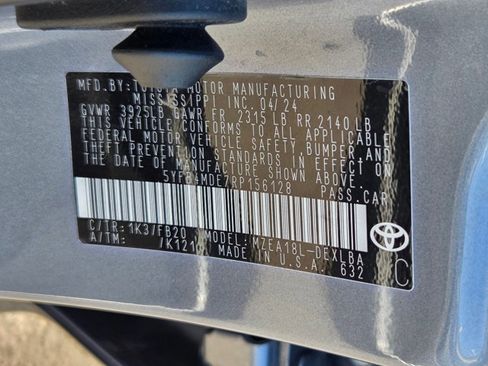 MFD.BY:TOYOTA MOTOR MANUFACTURING
MISSISSIPPI INC. 04/24
GVWR 3925LB GAWR FR 2315 LB RR 2140 LB
THIS VEHICLE CONFORMS TO ALL APPLICABLE
FEDERAL MOTOR VEHICLE SAFETY BUMPER AND
THEFT PREVENTION STANDARDS IN EFFECT ON
THE DATE OF MANUFACTURE SHOWN ABOVE.
PASS.CAR
C/TR:1K3/FB20 MODEL:MZEA18L-DEXLBA
A/TM: /K121 MADE IN U.S.A. 632
C